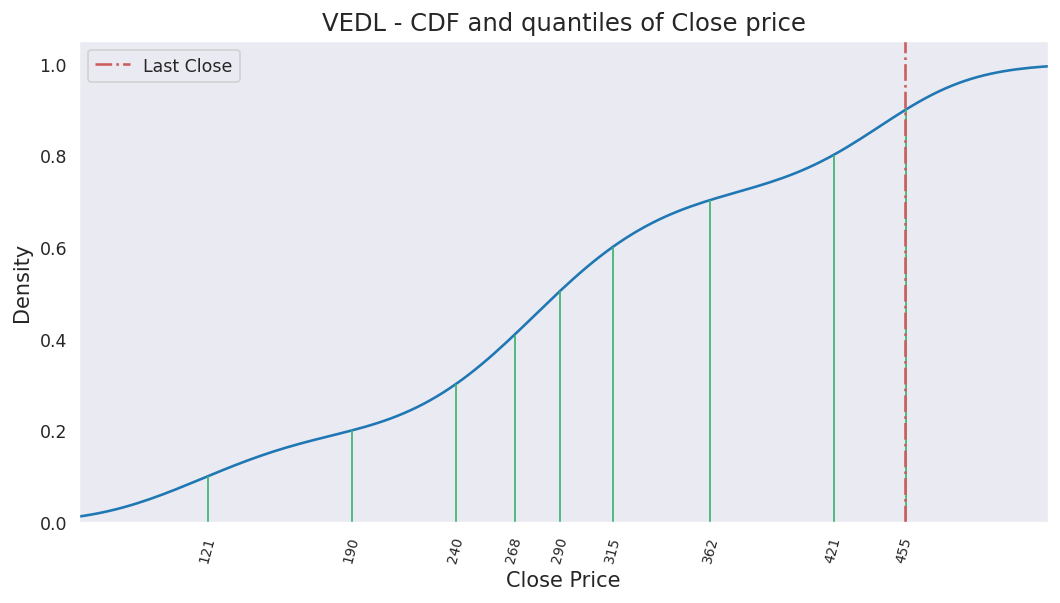 VEDL - CDF and quantiles of Close price
Last Close
1.0
0.8
0.6
0.4
0.2
0.0
Density
121 190 240 268 290 315 362 421 455
Close Price